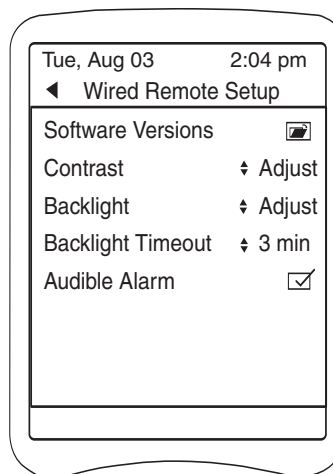 Tue, Aug 03 2:04 pm
Wired Remote Setup
Software Versions
Contrast Adjust
Backlight Adjust
Backlight Timeout 3 min
Audible Alarm